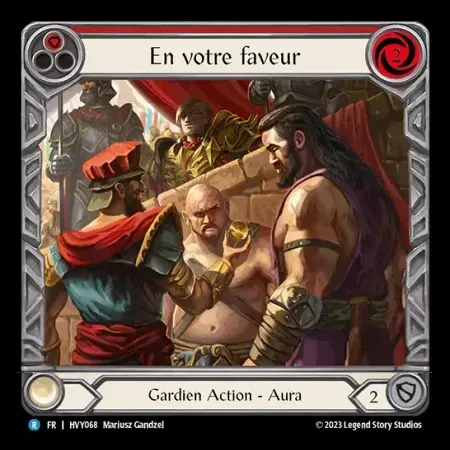 En votre faveur
2
Gardien Action - Aura
2
R FR | HVY068 Mariusz Gandzel
© 2023 Legend Story Studios